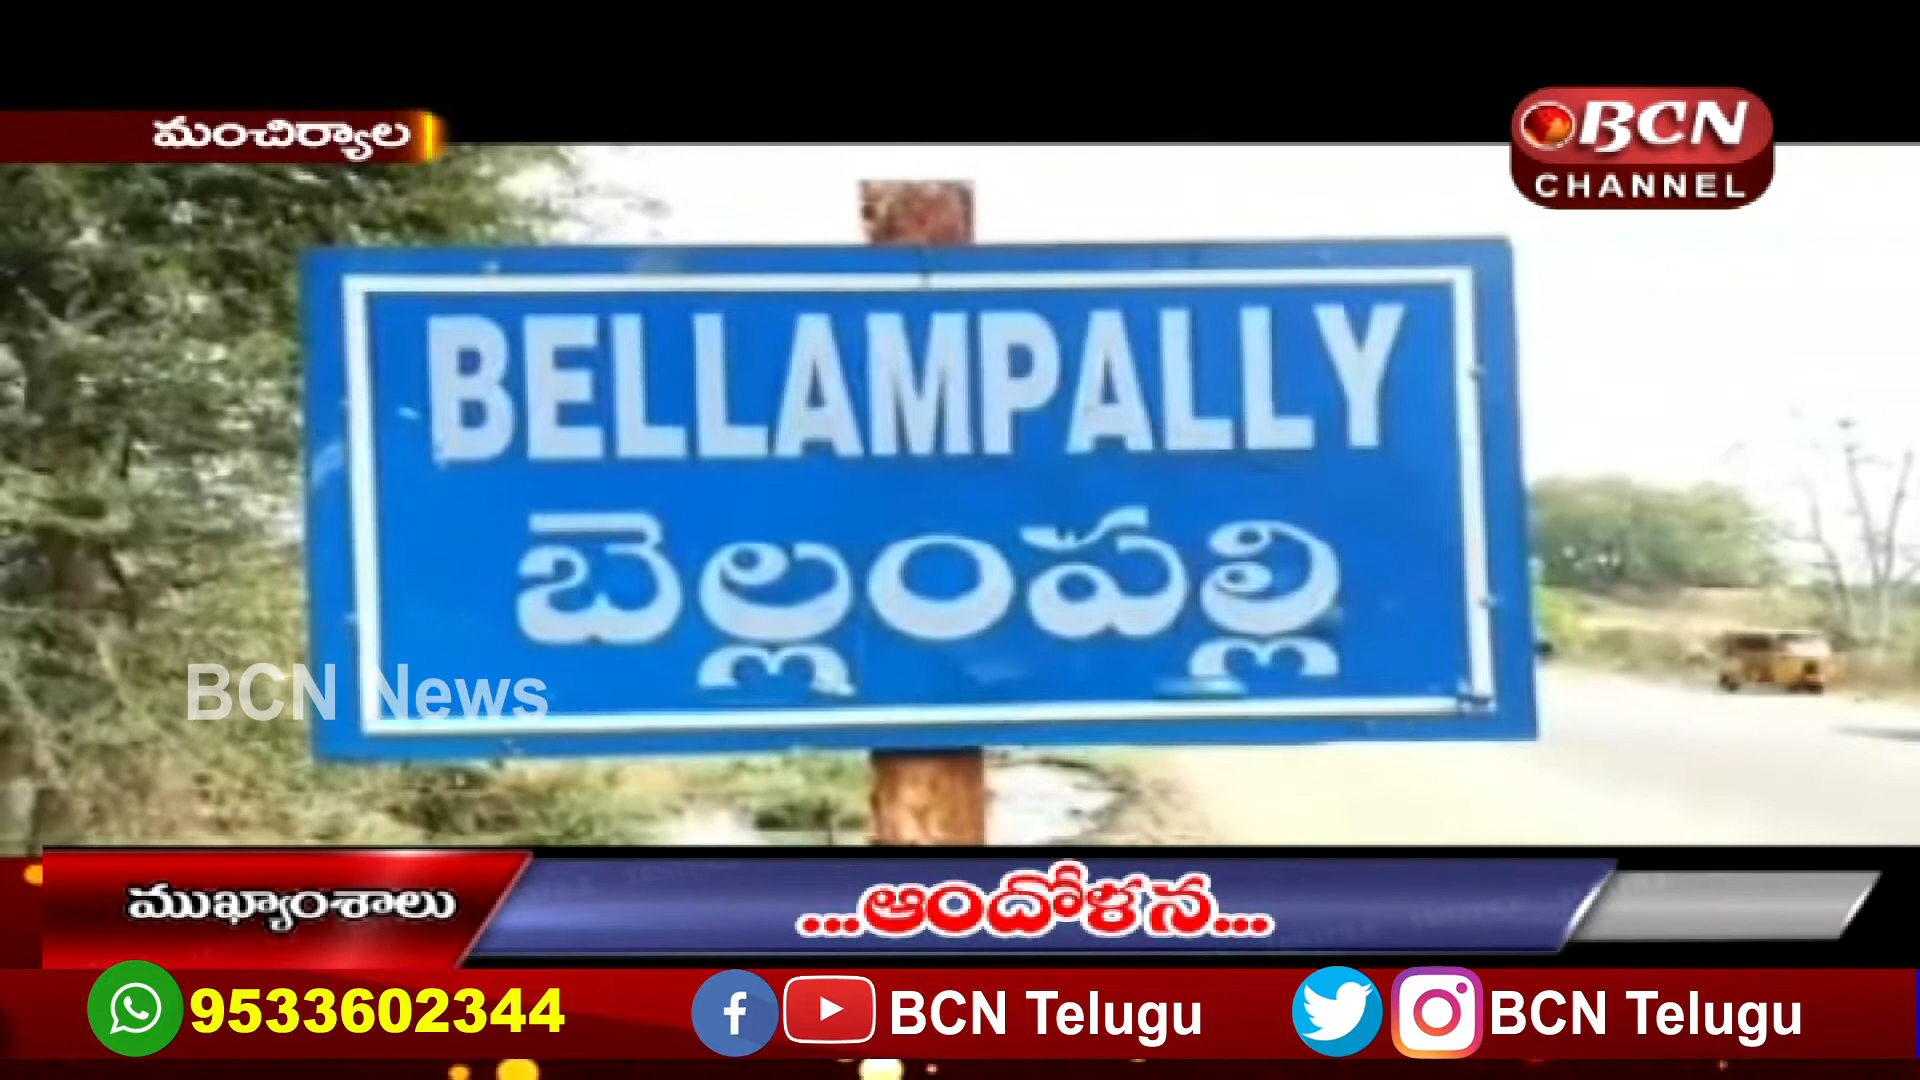 మంచిర్యాల
BCN
CHANNEL
BELLAMPALLY
బెల్లంపల్లి
BCN News
ముఖ్యాంశాలు
...ఆందోళన...
9533602344
BCN Telugu
BCN Telugu